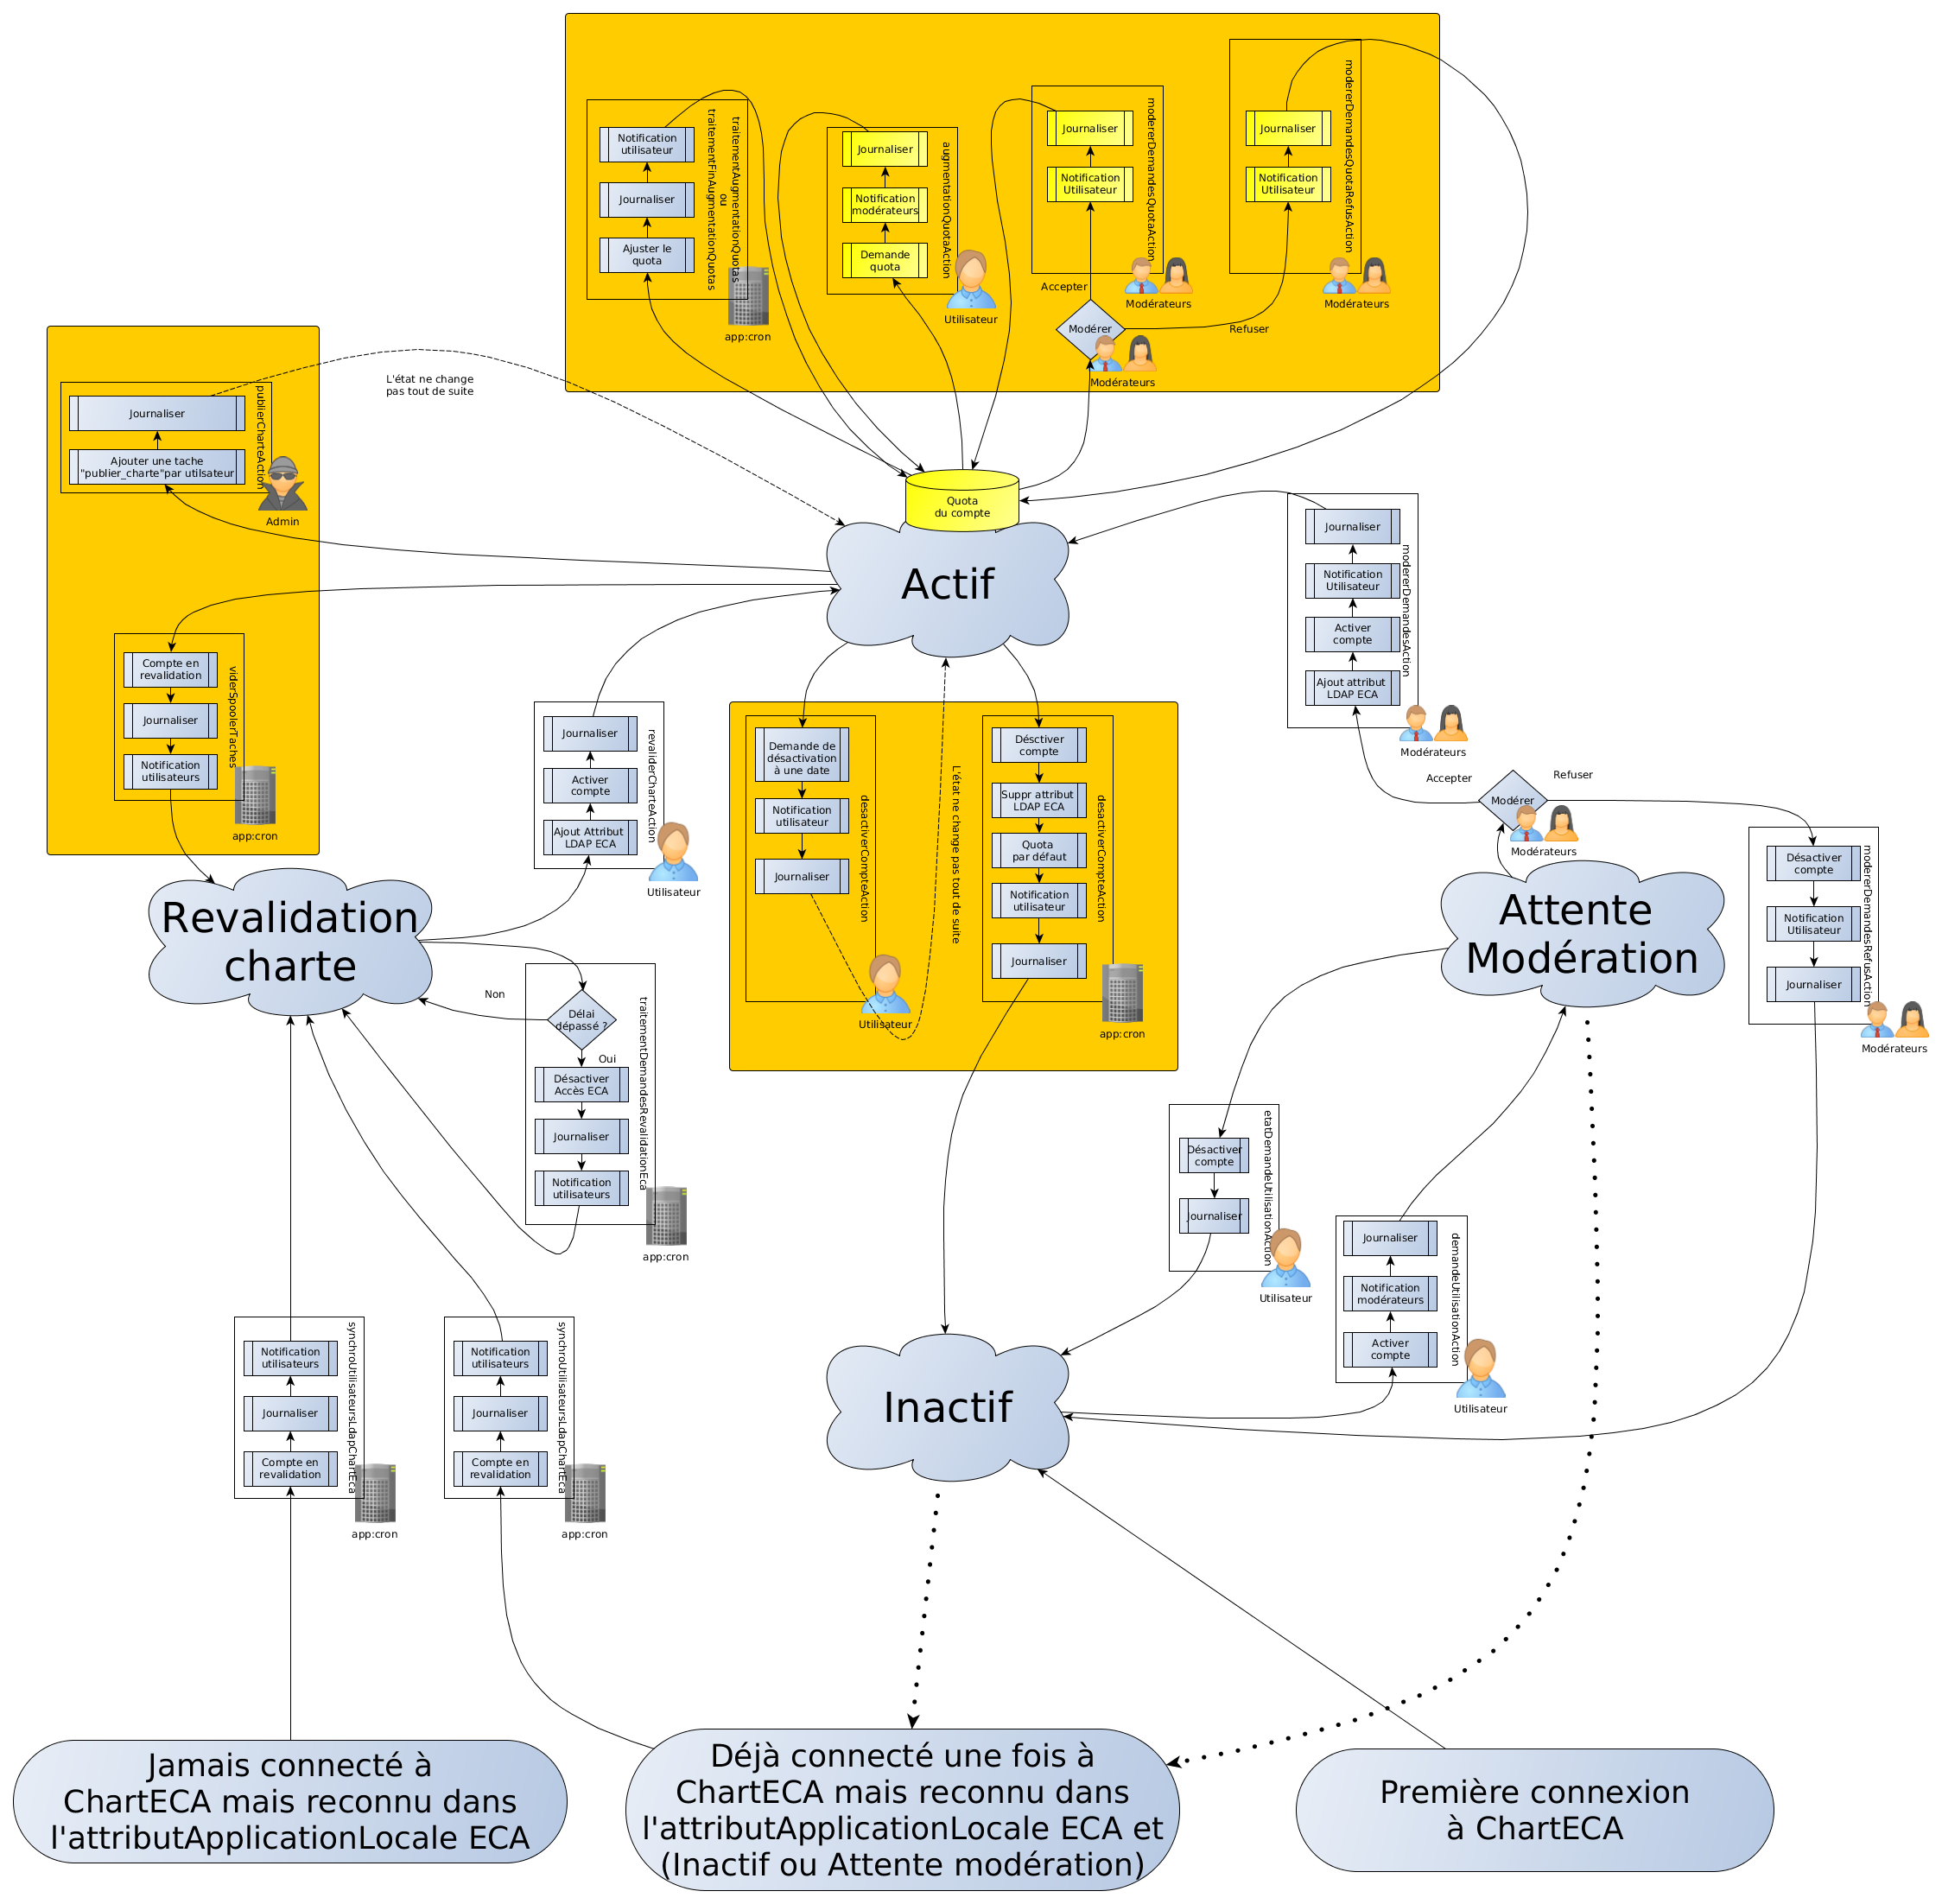 Notification
utilisateur
Journaliser
Ajuster le
quota
traitementAugmentationQuotas
ou
traitementFinAugmentationQuotas
app:cron
Journaliser
Notification
modérateurs
Demande
quota
augmentationQuotaAction
Utilisateur
Journaliser
Notification
Utilisateur
modererDemandesQuotaAction
Modérateurs
Accepter
Modérer
Modérateurs
Refuser
Journaliser
Notification
Utilisateur
modererDemandesQuotaRefusAction
Modérateurs
Journaliser
Ajouter une tache
"publier_charte"par utilsateur
publierCharteAction
Admin
L'état ne change
pas tout de suite
Quota
du compte
Actif
Journaliser
Notification
Utilisateur
Activer
compte
Ajout attribut
LDAP ECA
modererDemandesAction
Modérateurs
Compte en
revalidation
Journaliser
Notification
utilisateurs
viderSpoolerTaches
app:cron
Journaliser
Activer
compte
Ajout Attribut
LDAP ECA
revaliderCharteAction
Utilisateur
Demande de
désactivation
à une date
Notification
utilisateur
Journaliser
desactiverCompteAction
Utilisateur
L'état ne change pas tout de suite
Désctiver
compte
Suppr attribut
LDAP ECA
Quota
par défaut
Notification
utilisateur
Journaliser
desactiverCompteAction
app:cron
Accepter
Refuser
Modérer
Modérateurs
Attente
Modération
Désactiver
compte
Notification
Utilisateur
Journaliser
modererDemandesRefusAction
Modérateurs
Revalidation
charte
Non
Délai
dépassé ?
Oui
Désactiver
Accès ECA
Journaliser
Notification
utilisateurs
traitementDemandesRevalidationEca
app:cron
Désactiver
compte
Journaliser
etatDemandeUtilisationAction
Utilisateur
Journaliser
Notification
modérateurs
Activer
compte
demandeUtilisationAction
Utilisateur
Notification
utilisateurs
Journaliser
Compte en
revalidation
synchroUtilisateursLdapChartEca
app:cron
Notification
utilisateurs
Journaliser
Compte en
revalidation
synchroUtilisateursLdapChartEca
app:cron
Inactif
Jamais connecté à
ChartECA mais reconnu dans
l'attributApplicationLocale ECA
Déjà connecté une fois à
ChartECA mais reconnu dans
l'attributApplicationLocale ECA et
(Inactif ou Attente modération)
Première connexion
à ChartECA